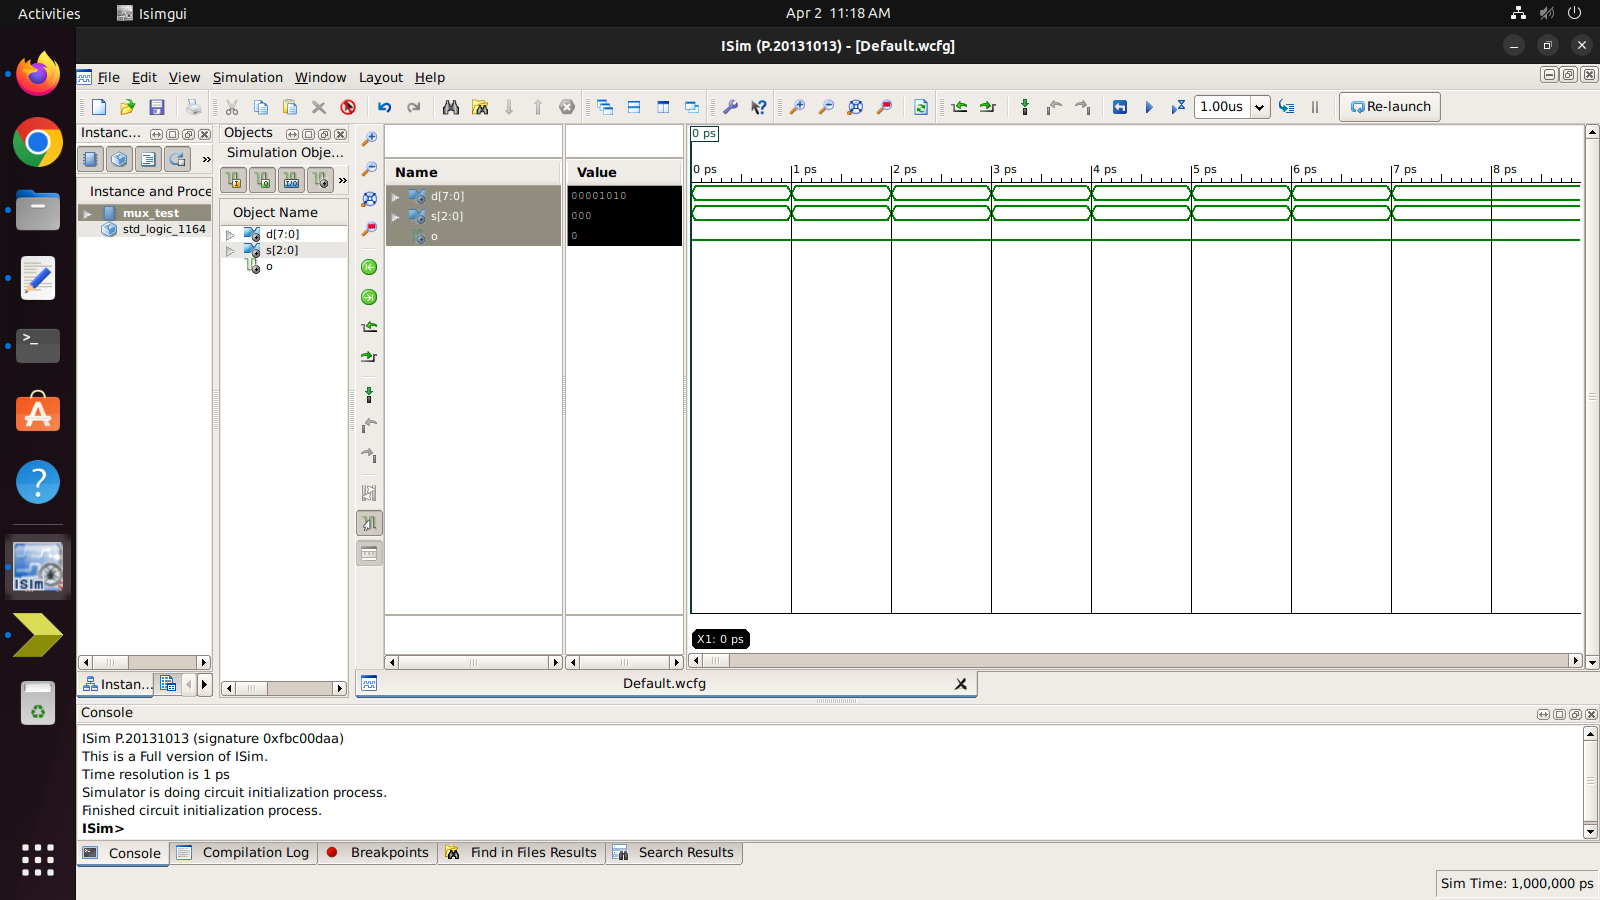 Activities
Isimgui
Apr 2 11:18 AM
ISim (P.20131013) - [Default.wcfg]
File Edit View Simulation Window Layout Help
1.00us
Re-launch
Instanc...
Objects
Simulation Obje...
»
»
Instance and Proce
mux_test
std_logic_1164
Object Name
d[7:0]
s[2:0]
o
Name
Value
d[7:0]
00001010
s[2:0]
000
o
0
0 ps
0 ps
1 ps
2 ps
3 ps
4 ps
5 ps
6 ps
7 ps
8 ps
X1: 0 ps
Instan...
Default.wcfg
Console
ISim P.20131013 (signature 0xfbc00daa)
This is a Full version of ISim.
Time resolution is 1 ps
Simulator is doing circuit initialization process.
Finished circuit initialization process.
ISim>
Console
Compilation Log
Breakpoints
Find in Files Results
Search Results
Sim Time: 1,000,000 ps
ISim